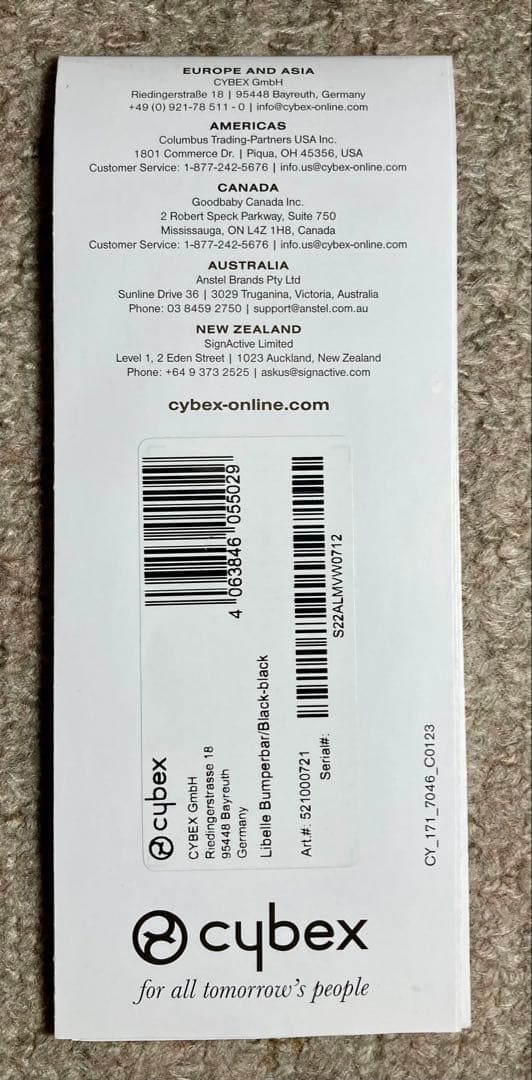 EUROPE AND ASIA
CYBEX GmbH
Riedingerstraße 18 | 95448 Bayreuth, Germany
+49 (0) 921-78 511 - 0 | info@cybex-online.com
AMERICAS
Columbus Trading-Partners USA Inc.
1801 Commerce Dr. | Piqua, OH 45356, USA
Customer Service: 1-877-242-5676 | info.us@cybex-online.com
CANADA
Goodbaby Canada Inc.
2 Robert Speck Parkway, Suite 750
Mississauga, ON L4Z 1H8, Canada
Customer Service: 1-877-242-5676 | info.us@cybex-online.com
AUSTRALIA
Anstel Brands Pty Ltd
Sunline Drive 36 | 3029 Truganina, Victoria, Australia
Phone: 03 8459 2750 | support@anstel.com.au
NEW ZEALAND
SignActive Limited
Level 1, 2 Eden Street | 1023 Auckland, New Zealand
Phone: +64 9 373 2525 | askus@signactive.com
cybex-online.com
cybex
CYBEX GmbH
Riedingerstrasse 18
95448 Bayreuth
Germany
4 063846 055029
Libelle Bumperbar/Black-black
Art.#: 521000721
Serial#:
S22ALMVW0712
CY_171_7046_C0123
cybex
for all tomorrow's people